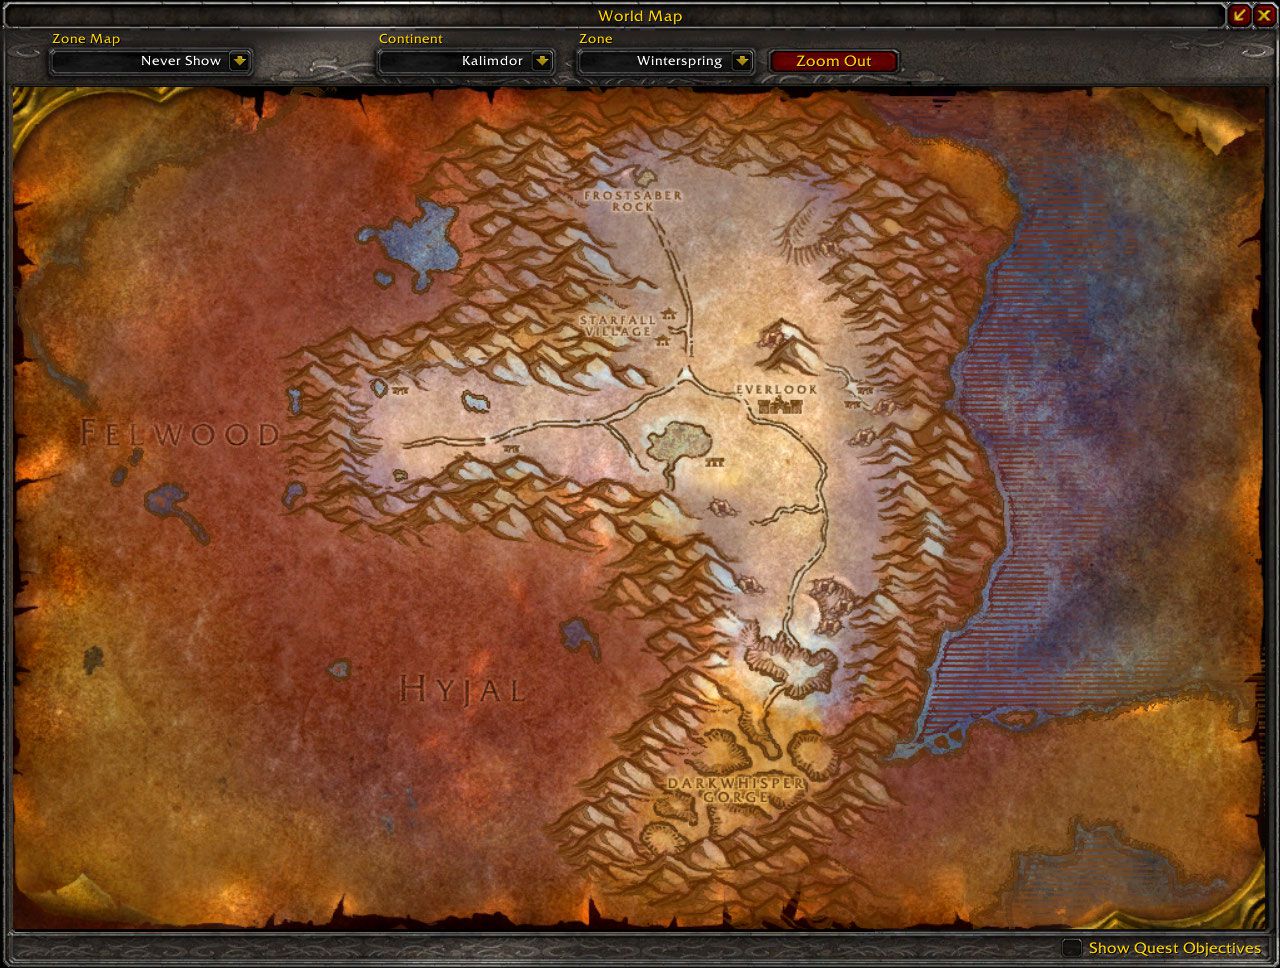 World Map
Zone Map
Continent
Zone
Never Show
Kalimdor
Winterspring
Zoom Out
FROSTSABER
ROCK
STARFALL
VILLAGE
EVERLOOK
FELWOOD
HYJAL
DARKWHISPER
GORGE
Show Quest Objectives